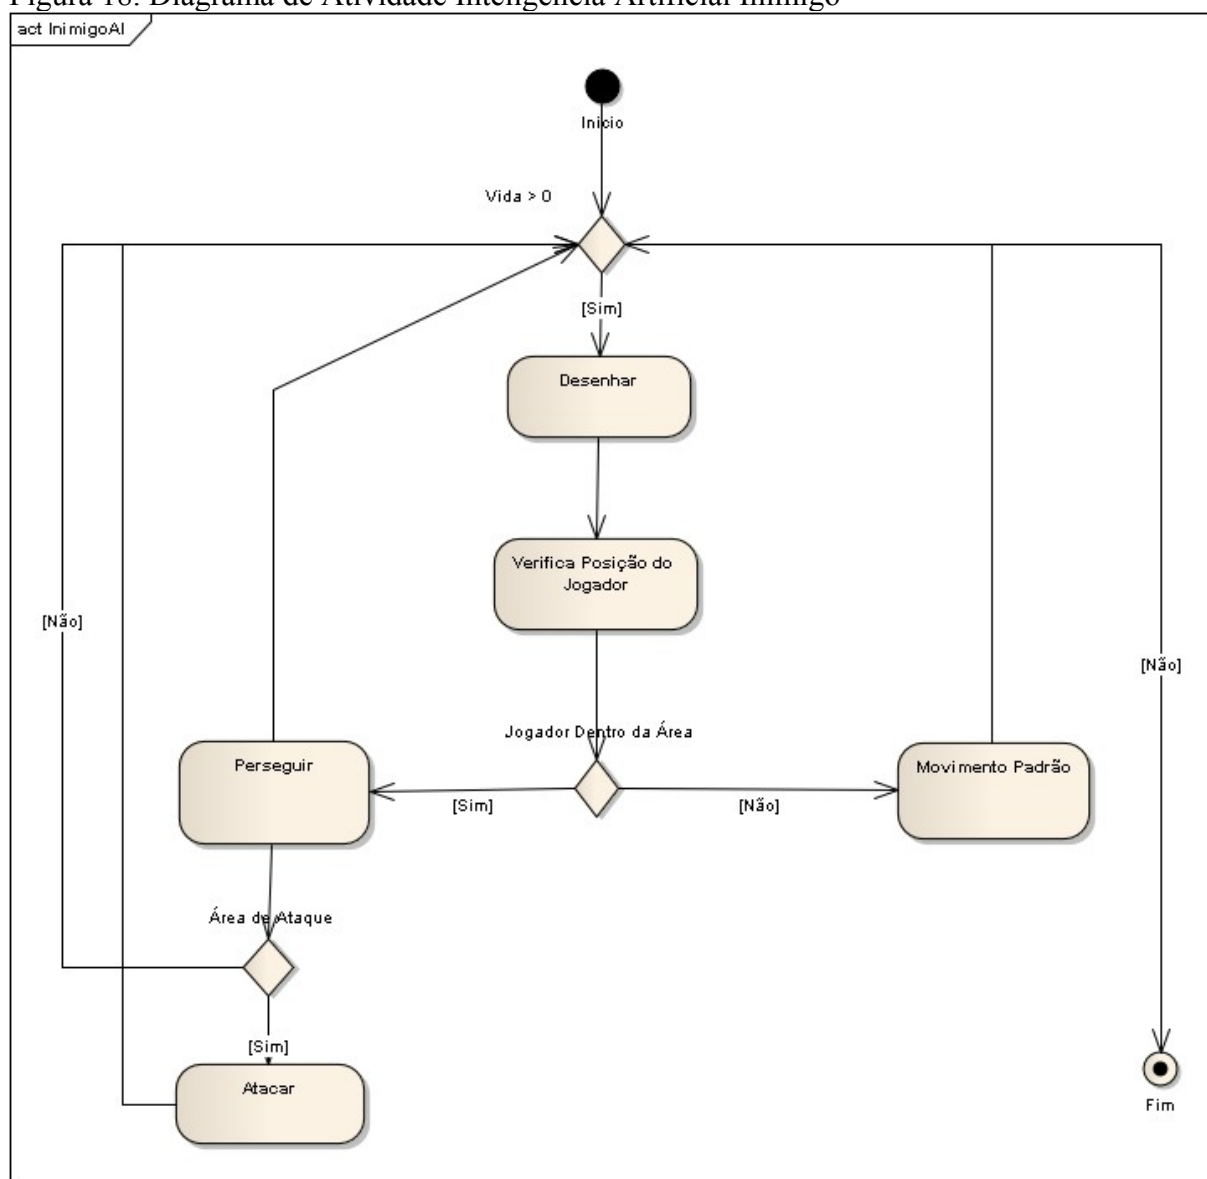 Figura 18: Diagrama de Atividade Inteligência Artificial Inimigo
act InimigoAI
Início
Vida > 0
[Sim]
Desenhar
Verifica Posição do
Jogador
[Não]
[Não]
Jogador Dentro da Área
Perseguir
Movimento Padrão
[Sim]
[Não]
Área de Ataque
[Sim]
Atacar
Fim